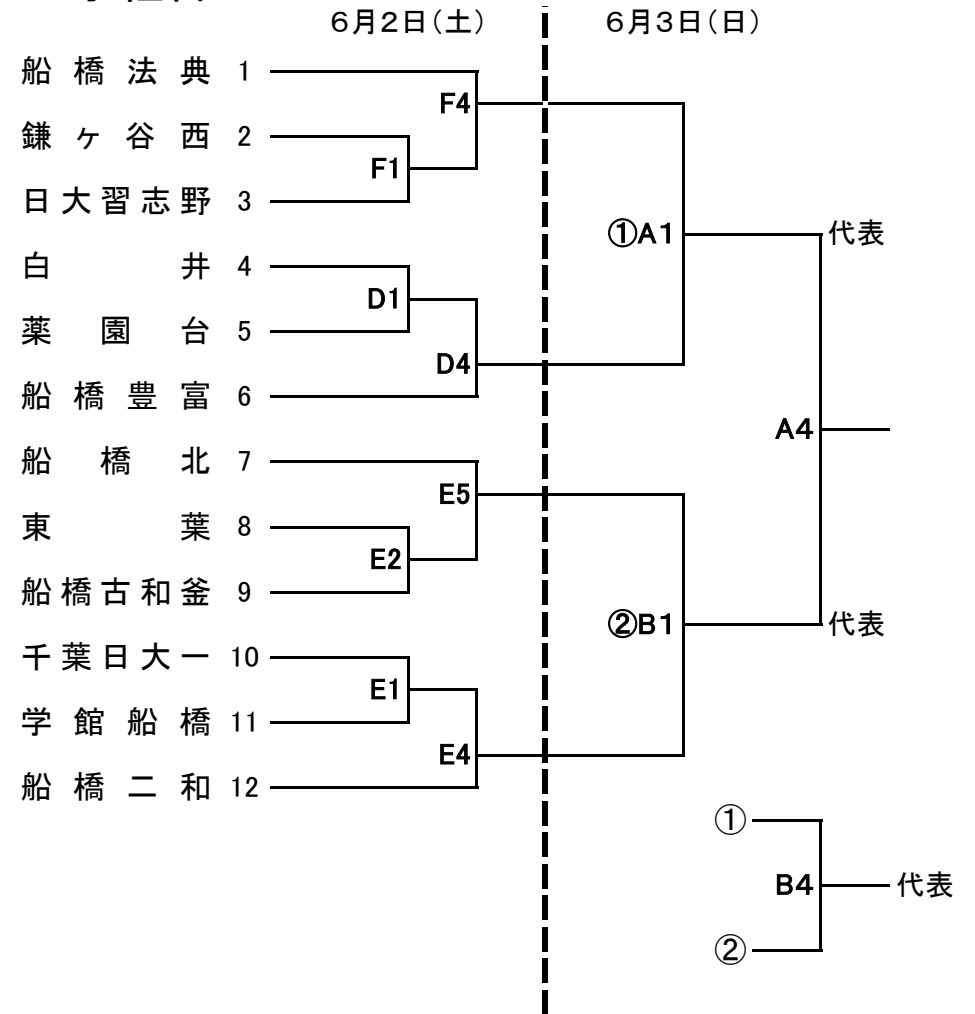 6月2日(土) 6月3日(日)
船橋法典 1
F4
鎌ヶ谷西 2
F1
日大習志野 3
①A1 代表
白井 4
D1
薬園台 5
D4
船橋豊富 6
A4
船橋北 7
E5
東葉 8
E2
船橋古和釜 9
②B1 代表
千葉日大一 10
E1
学館船橋 11
E4
船橋二和 12
①
B4 代表
②